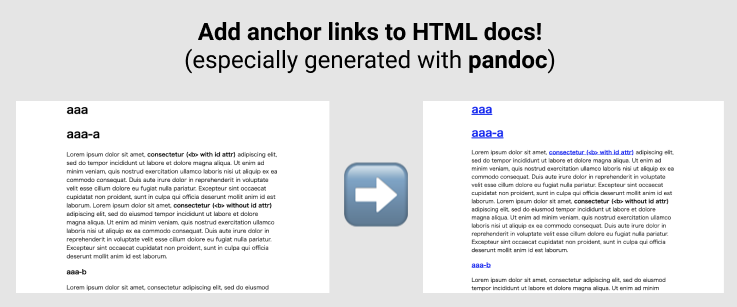 Add anchor links to HTML docs!
(especially generated with pandoc)
aaa
aaa-a
Lorem ipsum dolor sit amet, consectetur (<b> with id attr) adipiscing elit,
sed do tempor incididunt ut labore et dolore magna aliqua. Ut enim ad
minim veniam, quis nostrud exercitation ullamco laboris nisi ut aliquip ex ea
commodo consequat. Duis aute irure dolor in reprehenderit in voluptate
velit esse cillum dolore eu fugiat nulla pariatur. Excepteur sint occaecat
cupidatat non proident, sunt in culpa qui officia deserunt mollit anim id est
laborum Lorem ipsum dolor sit amet, consectetur (<b> without id attr)
adipiscing elit, sed do tempor incididunt ut labore et dolore magna
aliqua. Ut enim ad minim veniam, quis nostrud exercitation ullamco laboris
nisi ut aliquip ex ea commodo consequat. Duis aute irure dolor in
reprehenderit in voluptate velit esse cillum dolore eu fugiat nulla pariatur.
Excepteur sint occaecat cupidatat non proident, sunt in culpa qui officia
deserunt mollit anim id est laborum.
aaa-b
Lorem ipsum dolor sit amet, consectetur adipiscing elit, sed do eiusmod
aaa
aaa-a
Lorem ipsum dolor sit amet, consectetur (<b> with id attr) adipiscing elit,
sed do tempor incididunt ut labore et dolore magna aliqua. Ut enim ad
minim veniam, quis nostrud exercitation ullamco laboris nisi ut aliquip ex ea
commodo consequat. Duis aute irure dolor in reprehenderit in voluptate
velit esse cillum dolore eu fugiat nulla pariatur. Excepteur sint occaecat
cupidatat non proident, sunt in culpa qui officia deserunt mollit anim id est
laborum Lorem ipsum dolor sit amet, consectetur (<b> without id attr)
adipiscing elit, sed do tempor incididunt ut labore et dolore magna
aliqua. Ut enim ad minim veniam, quis nostrud exercitation ullamco laboris
nisi ut aliquip ex ea commodo consequat. Duis aute irure dolor in
reprehenderit in voluptate velit esse cillum dolore eu fugiat nulla pariatur.
Excepteur sint occaecat cupidatat non proident, sunt in culpa qui officia
deserunt mollit anim id est laborum.
aaa-b
Lorem ipsum dolor sit amet, consectetur adipiscing elit, sed do eiusmod
tempor incididunt ut labore et dolore magna aliqua. Ut enim ad minim